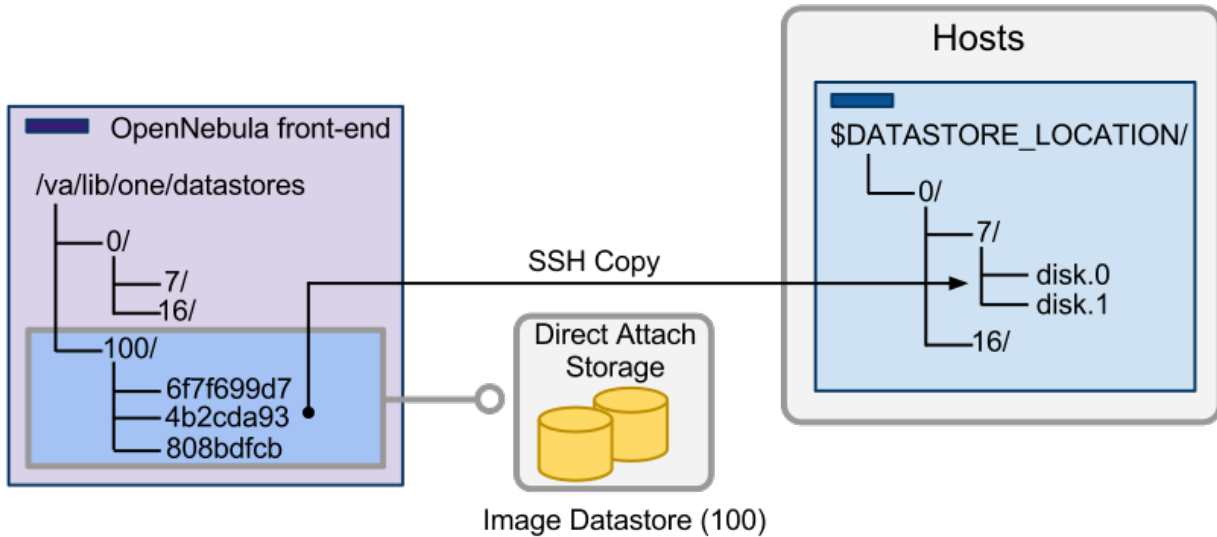 Hosts
OpenNebula front-end
/va/lib/one/datastores
0/
7/
16/
100/
6f7f699d7
4b2cda93
808bdfcb
SSH Copy
Direct Attach
Storage
Image Datastore (100)
$DATASTORE_LOCATION/
0/
7/
disk.0
disk.1
16/